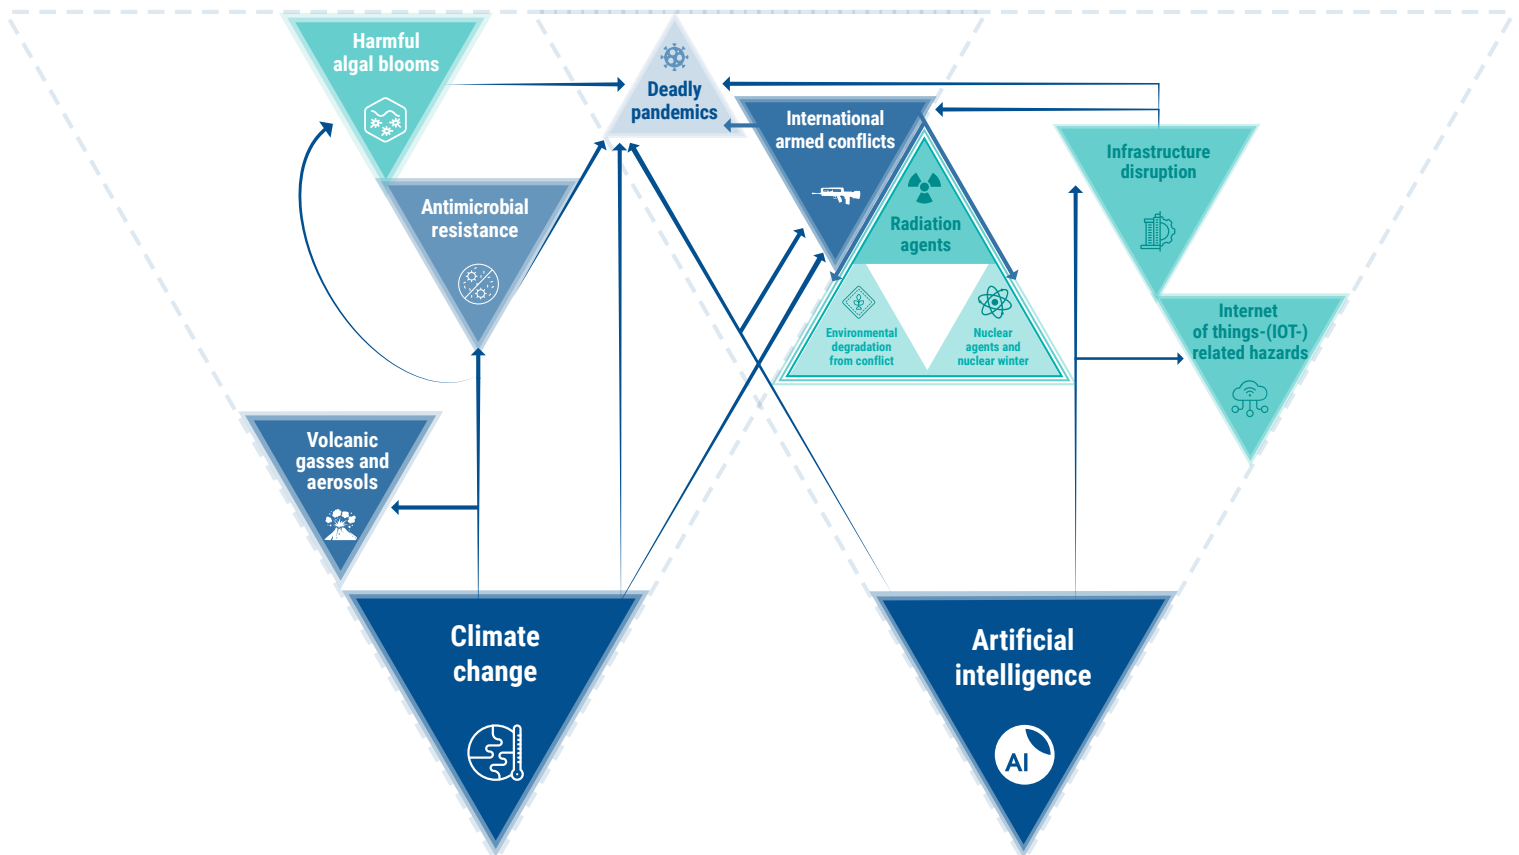 Harmful
algal blooms
Deadly
pandemics
International
armed conflicts
Infrastructure
disruption
Antimicrobial
resistance
Radiation
agents
Environmental
degradation
from conflict
Nuclear
agents and
nuclear winter
Internet
of things-(IOT-)
related hazards
Volcanic
gasses and
aerosols
Climate
change
Artificial
intelligence
AI